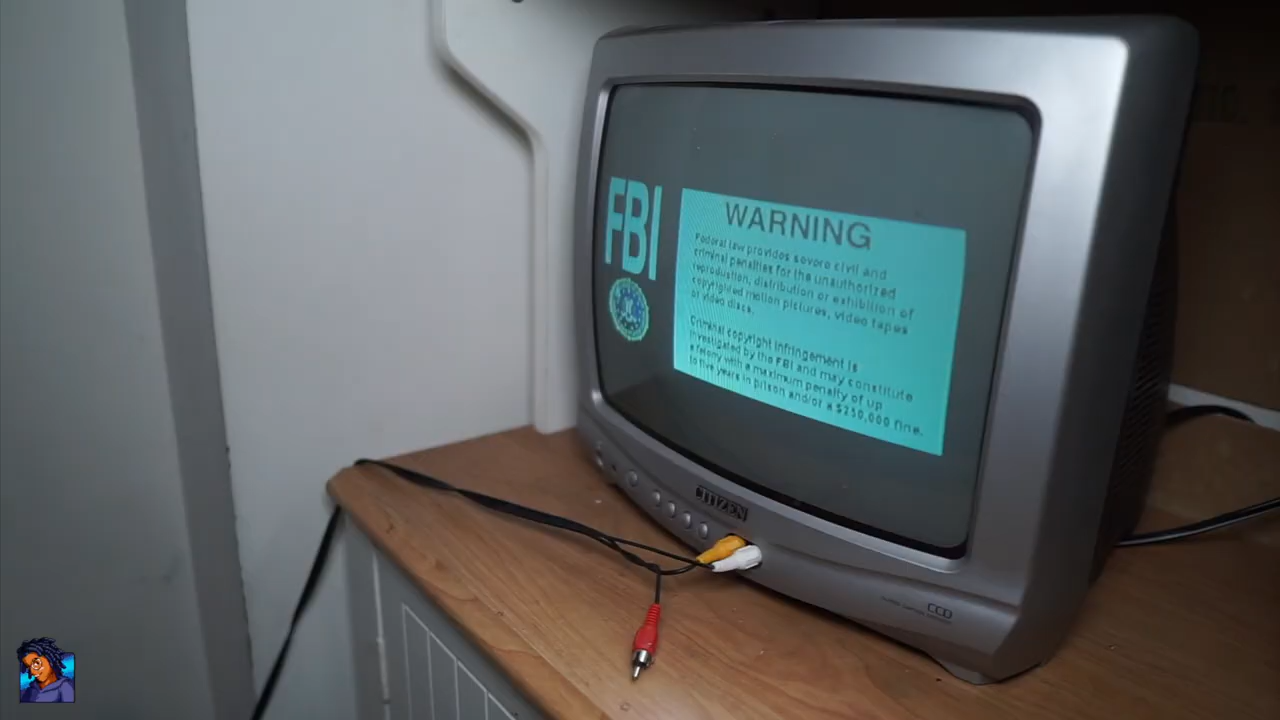 FBI
WARNING
Federal law provides severe civil and
criminal penalties for the unauthorized
reproduction, distribution or exhibition of
copyrighted motion pictures, video tapes
or video discs.
Criminal copyright infringement is
investigated by the FBI and may constitute
a felony with a maximum penalty of up
to five years in prison and/or a $250,000 fine.
CITIZEN
CCD